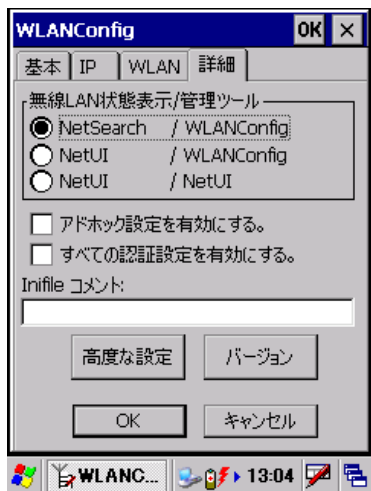 WLANConfig OK ×
基本 IP WLAN 詳細
無線LAN状態表示/管理ツール
NetSearch / WLANConfig
NetUI / WLANConfig
NetUI / NetUI
アドホック設定を有効にする。
すべての認証設定を有効にする。
Inifile コメント:
高度な設定 バージョン
OK キャンセル
WLANC... 13:04